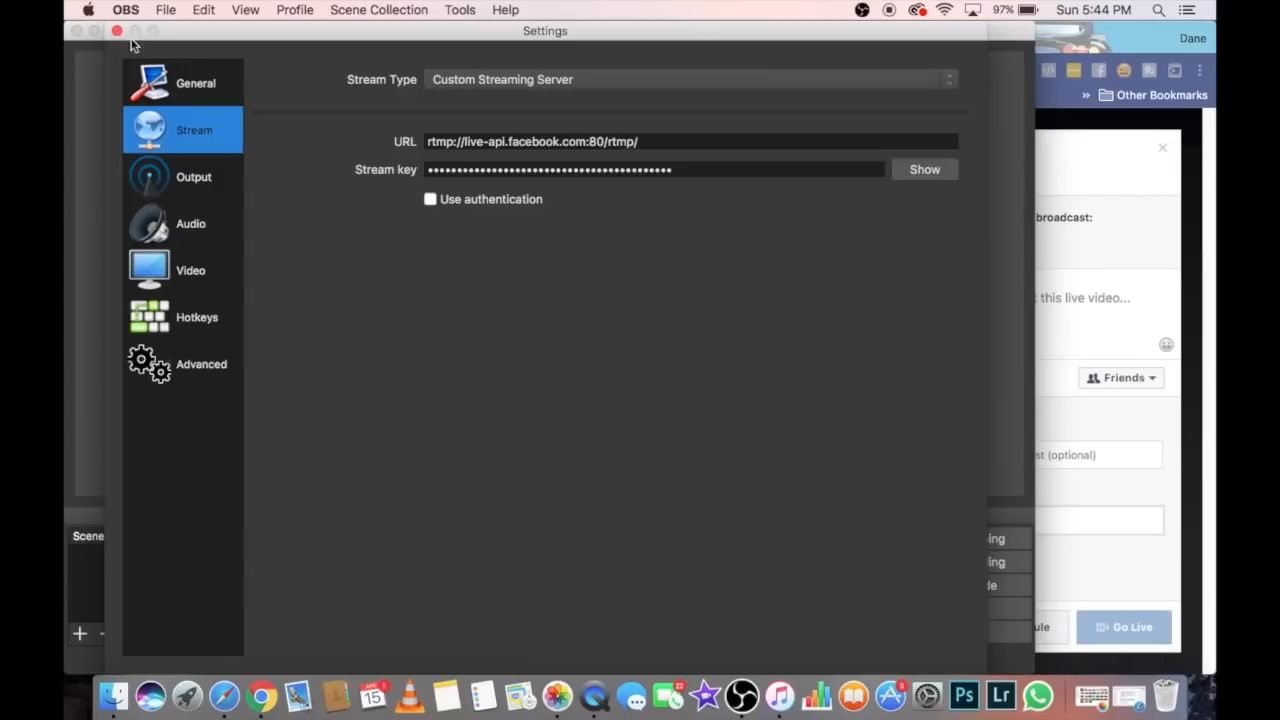 OBS File Edit View Profile Scene Collection Tools Help 97% Sun 5:44 PM
Settings
Dane
General
Stream Type Custom Streaming Server
Other Bookmarks
Stream
URL rtmp://live-api.facebook.com:80/rtmp/
Stream key •••••••••••••••••••••••••••••••••••••••••• Show
Output
Use authentication
broadcast:
Audio
Video
this live video...
Hotkeys
Advanced
Friends
st (optional)
Scene
ing
ing
le
ule
Go Live
15
22
3
Ps
Lr